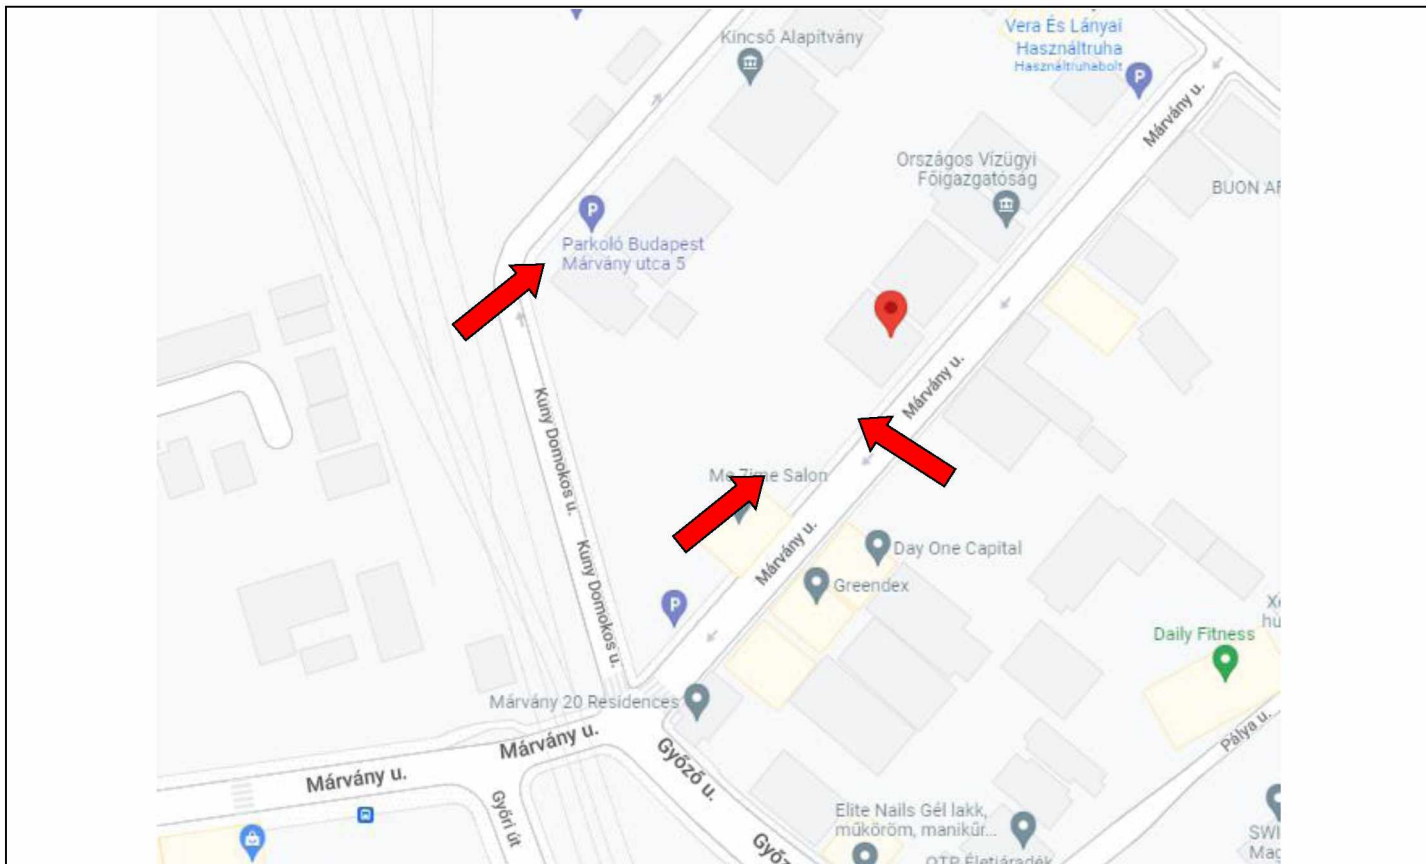 Kincső Alapítvány
Vera És Lányai
Használtruha
Használtruhabolt
P
Márvány u.
Országos Vízügyi
Főigazgatóság
BUON
P
Parkoló Budapest
Márvány utca 5
Márvány u.
Kuny Domokos u.
Salon
Márvány u.
Day One Capital
Kuny Domokos u.
Greendex
P
Daily Fitness
Márvány 20 Residences
Pálya u.
Márvány u.
Győző u.
Márvány u.
Győri út
Elite Nails Gél lakk,
műköröm, manikűr...
OTP Életjáradék